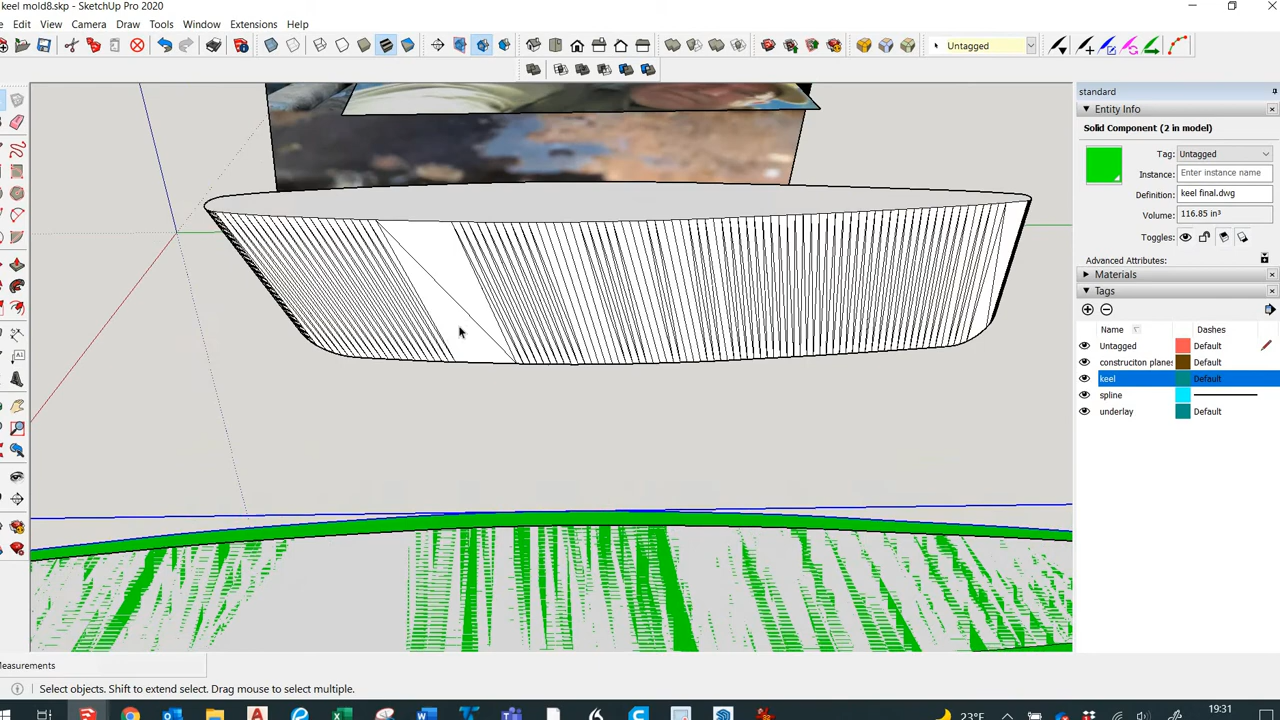 keel mold8.skp - SketchUp Pro 2020
Edit View Camera Draw Tools Window Extensions Help
Untagged
standard
Entity Info
Solid Component (2 in model)
Tag: Untagged
Instance: Enter instance name
Definition: keel final.dwg
Volume: 116.85 in³
Toggles:
Advanced Attributes:
Materials
Tags
Name Dashes
Untagged Default
construciton planes Default
keel Default
spline
underlay Default
Measurements
Select objects. Shift to extend select. Drag mouse to select multiple.
23°F 19:31